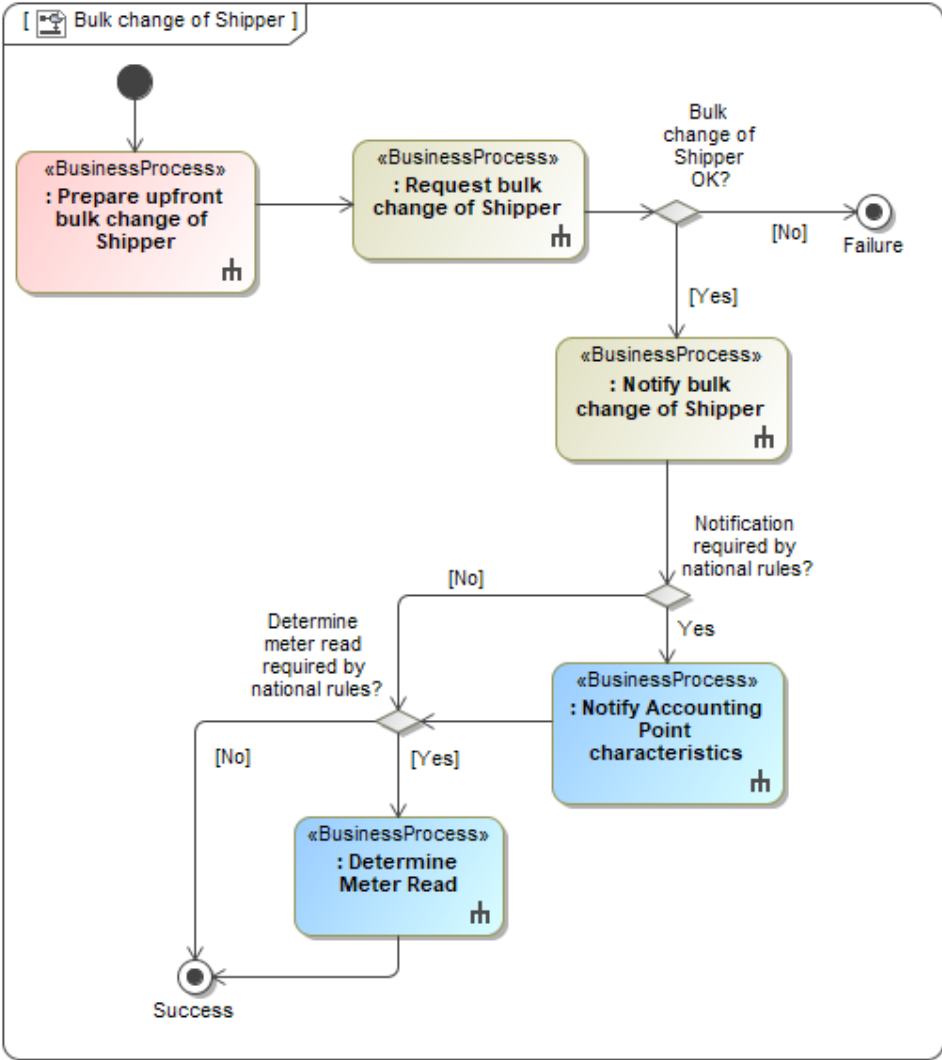 [ Bulk change of Shipper ]
«BusinessProcess»
: Prepare upfront
bulk change of
Shipper
«BusinessProcess»
: Request bulk
change of Shipper
Bulk
change of
Shipper
OK?
[No]
Failure
[Yes]
«BusinessProcess»
: Notify bulk
change of Shipper
Notification
required by
national rules?
[No]
Yes
Determine
meter read
required by
national rules?
«BusinessProcess»
: Notify Accounting
Point
characteristics
[No]
[Yes]
«BusinessProcess»
: Determine
Meter Read
Success